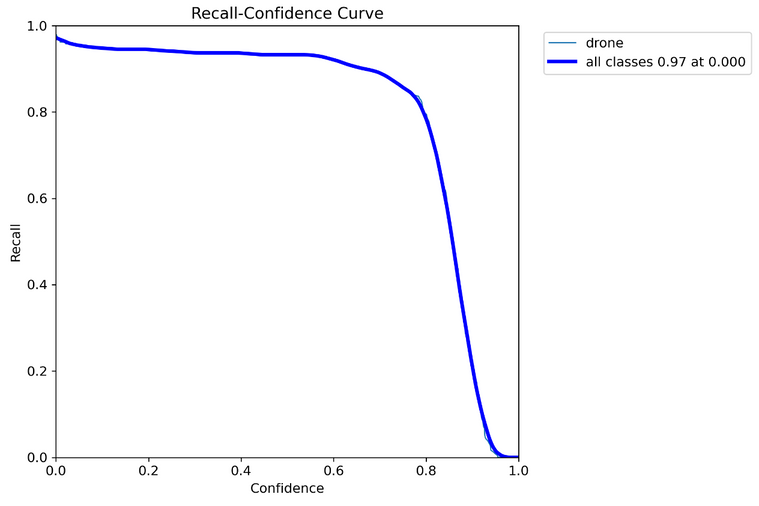 Recall-Confidence Curve
drone
all classes 0.97 at 0.000
1.0
0.8
0.6
0.4
0.2
0.0
Recall
0.0 0.2 0.4 0.6 0.8 1.0
Confidence